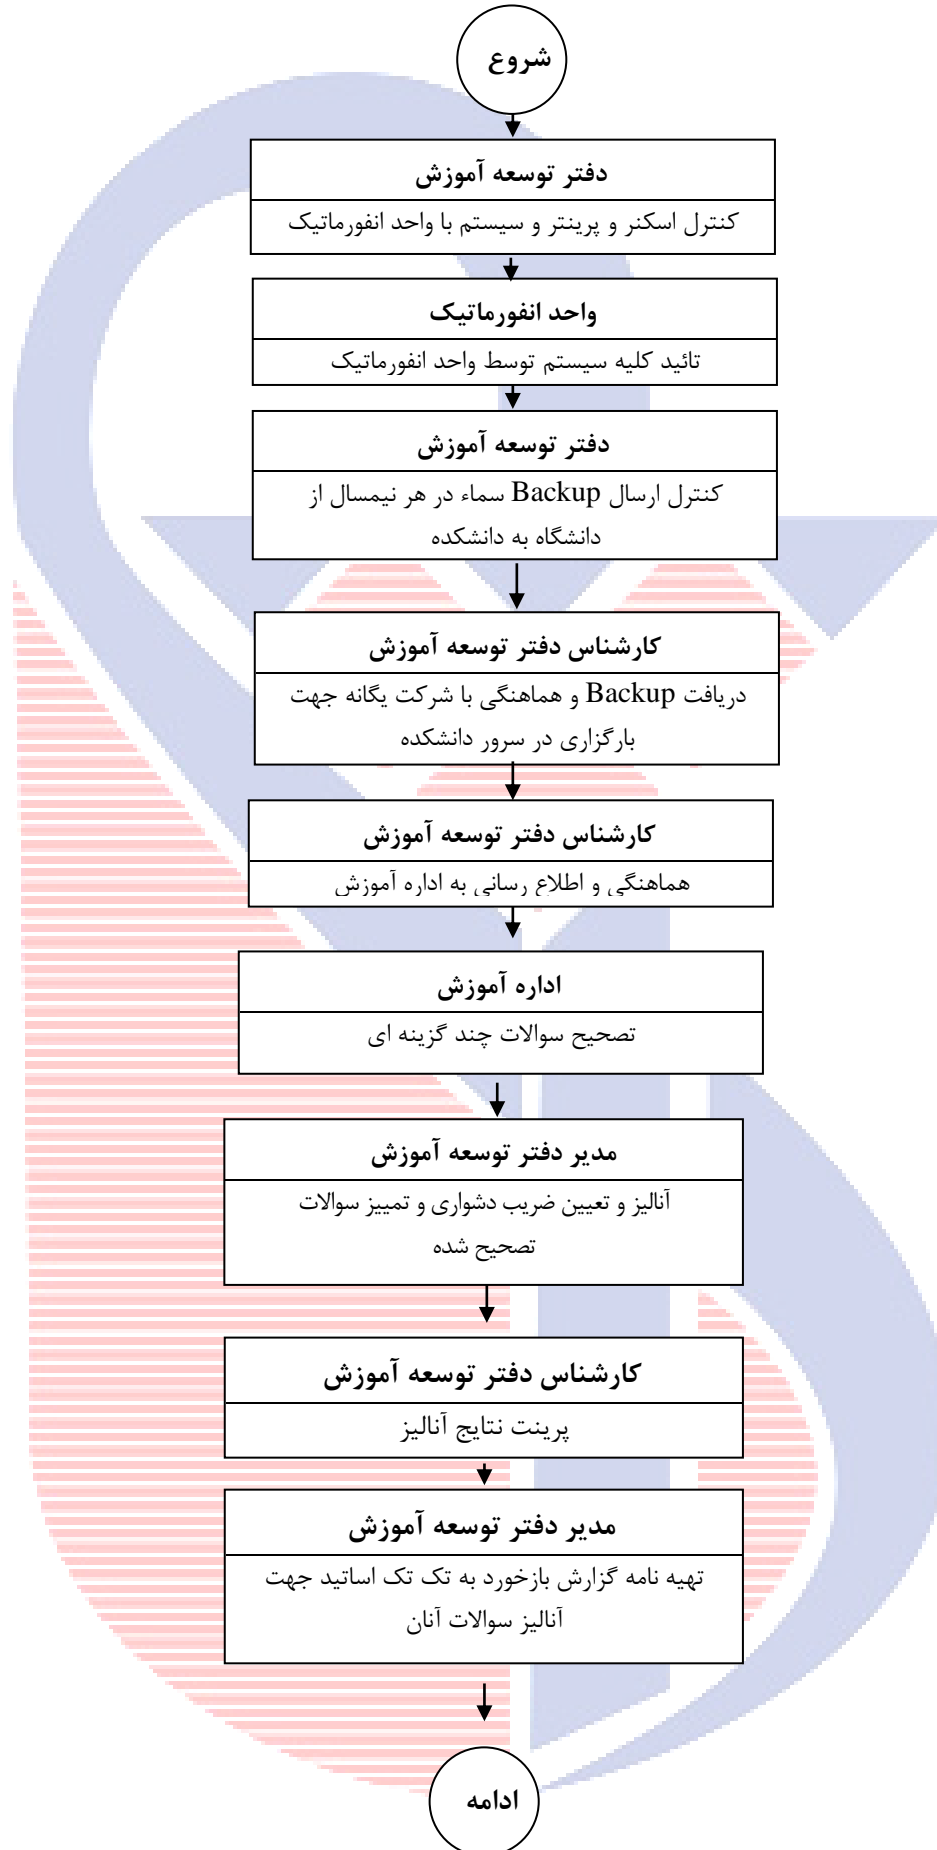 شروع
دفتر توسعه آموزش
کنترل اسکنر و پرینتر و سیستم با واحد انفورماتیک
واحد انفورماتیک
تائید کلیه سیستم توسط واحد انفورماتیک
دفتر توسعه آموزش
کنترل ارسال Backup سماء در هر نیمسال از
دانشگاه به دانشکده
کارشناس دفتر توسعه آموزش
دریافت Backup و هماهنگی با شرکت یگانه جهت
بارگزاری در سرور دانشکده
کارشناس دفتر توسعه آموزش
هماهنگی و اطلاع رسانی به اداره آموزش
اداره آموزش
تصحیح سوالات چند گزینه ای
مدیر دفتر توسعه آموزش
آنالیز و تعیین ضریب دشواری و تمییز سوالات
تصحیح شده
کارشناس دفتر توسعه آموزش
پرینت نتایج آنالیز
مدیر دفتر توسعه آموزش
تهیه نامه گزارش بازخورد به تک تک اساتید جهت
آنالیز سوالات آنان
ادامه